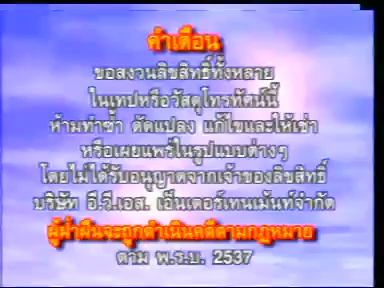 คำเตือน
ขอสงวนลิขสิทธิ์ทั้งหลาย
ในเทปหรือวัสดุโทรทัศน์นี้
ห้ามทำซ้ำ ดัดแปลง แก้ไขและให้เช่า
หรือเผยแพร่ในรูปแบบต่างๆ
โดยไม่ได้รับอนุญาตจากเจ้าของลิขสิทธิ์
บริษัท อี.วี.เอส. เอ็นเตอร์เทนเม้นท์จำกัด
ผู้ฝ่าฝืนจะถูกดำเนินคดีตามกฎหมาย
ตาม พ.ร.บ. 2537